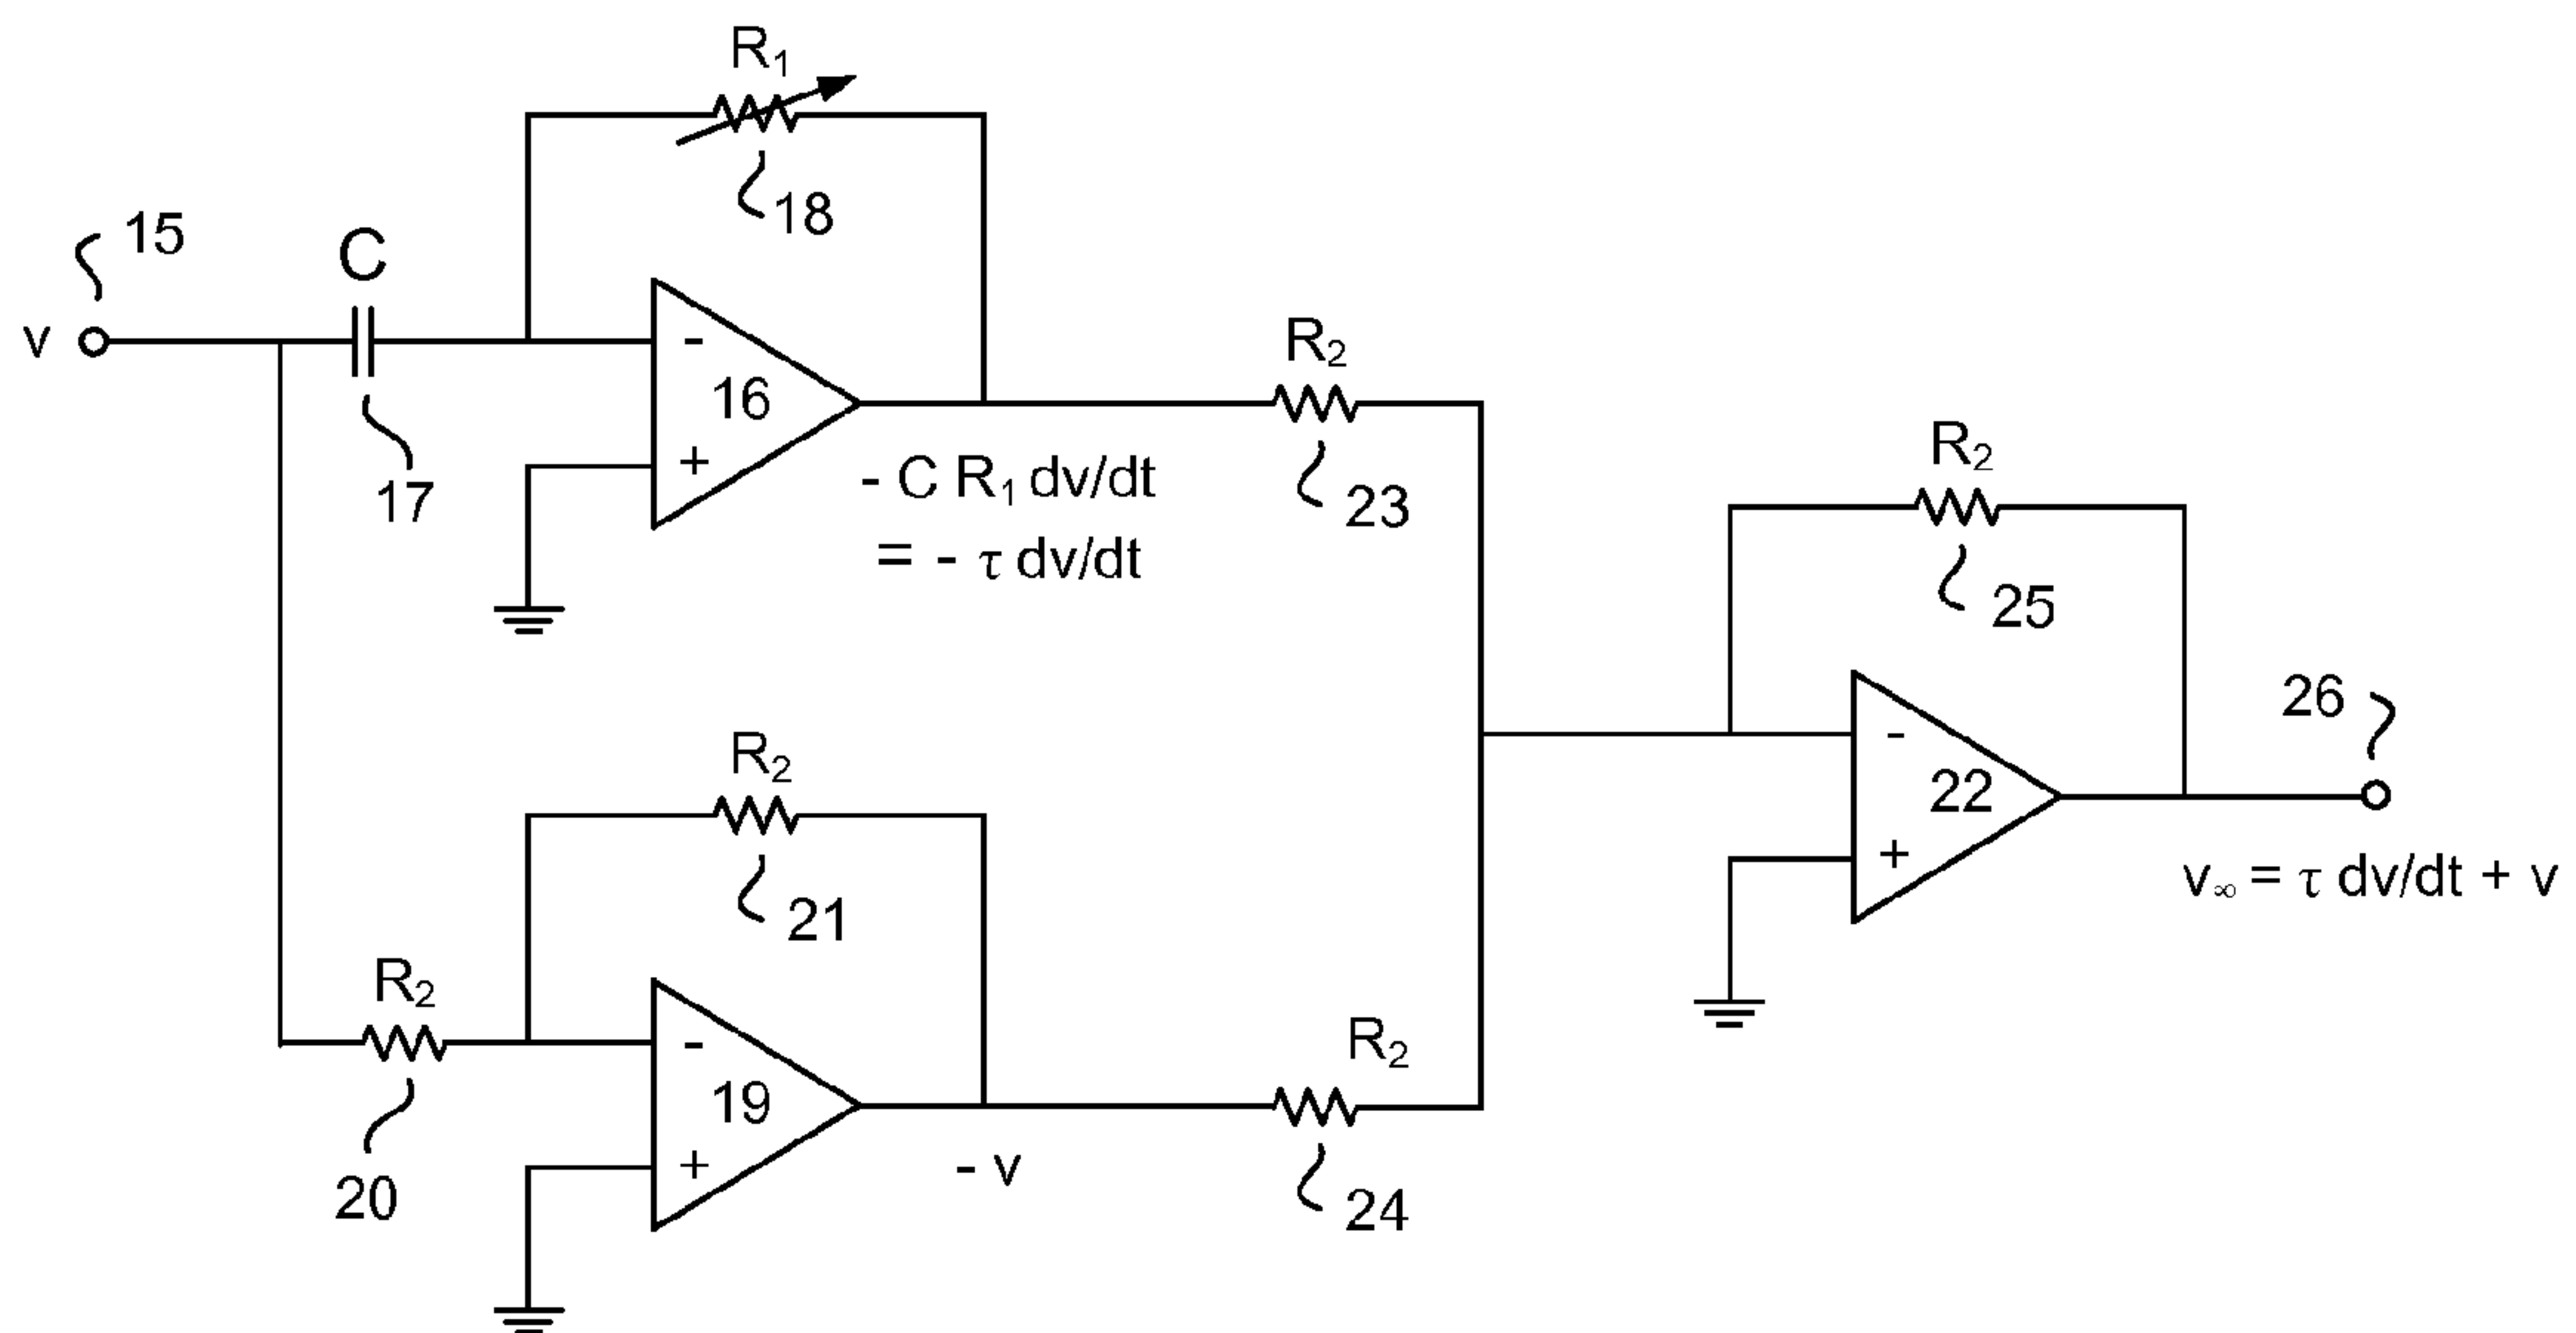 R₁
18
15
C
v
-
16
+
17
- C R₁ dv/dt
= - τ dv/dt
R₂
23
R₂
25
26
-
22
+
v∞ = τ dv/dt + v
R₂
21
R₂
20
-
19
+
- v
R₂
24